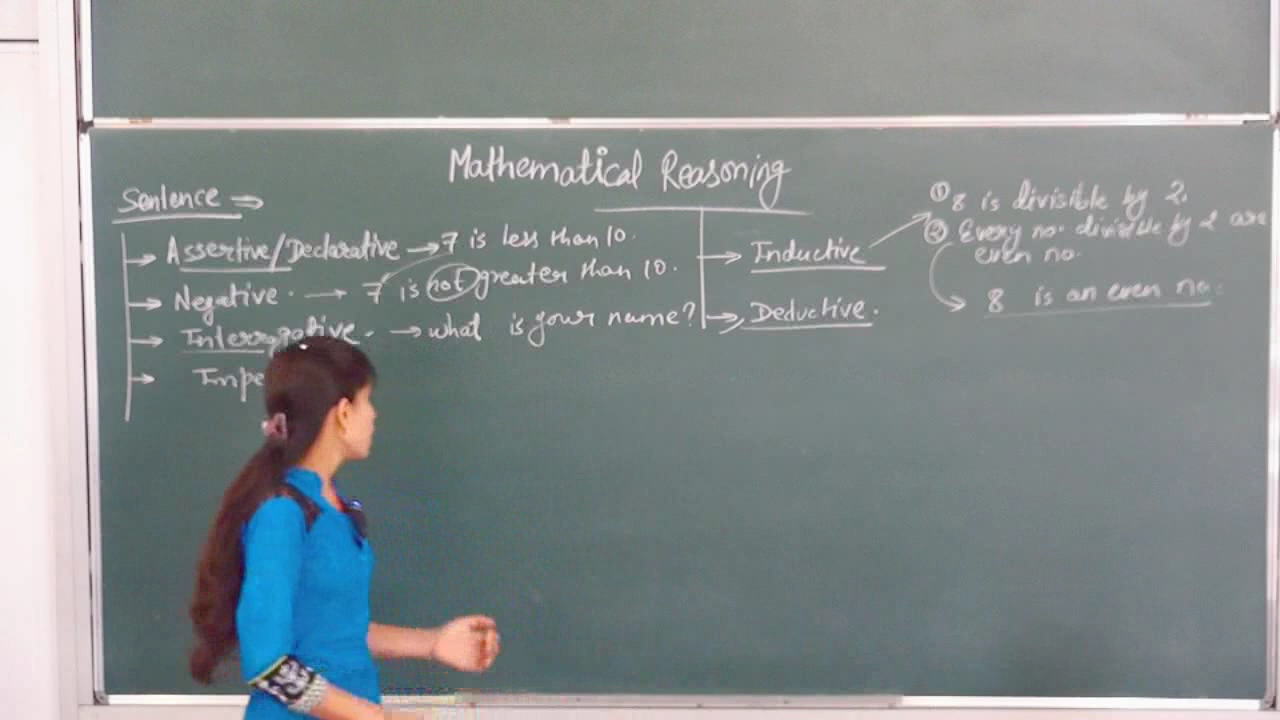 Mathematical Reasoning
Sentence ⇒
→ Assertive/Declarative → 7 is less than 10.
→ Negative. → 7 is not greater than 10.
→ Interrogative. → what is your name?
→ Impe
→ Inductive
→ Deductive.
① 8 is divisible by 2.
② Every no. divisible by 2 are
even no.
→ 8 is an even no.